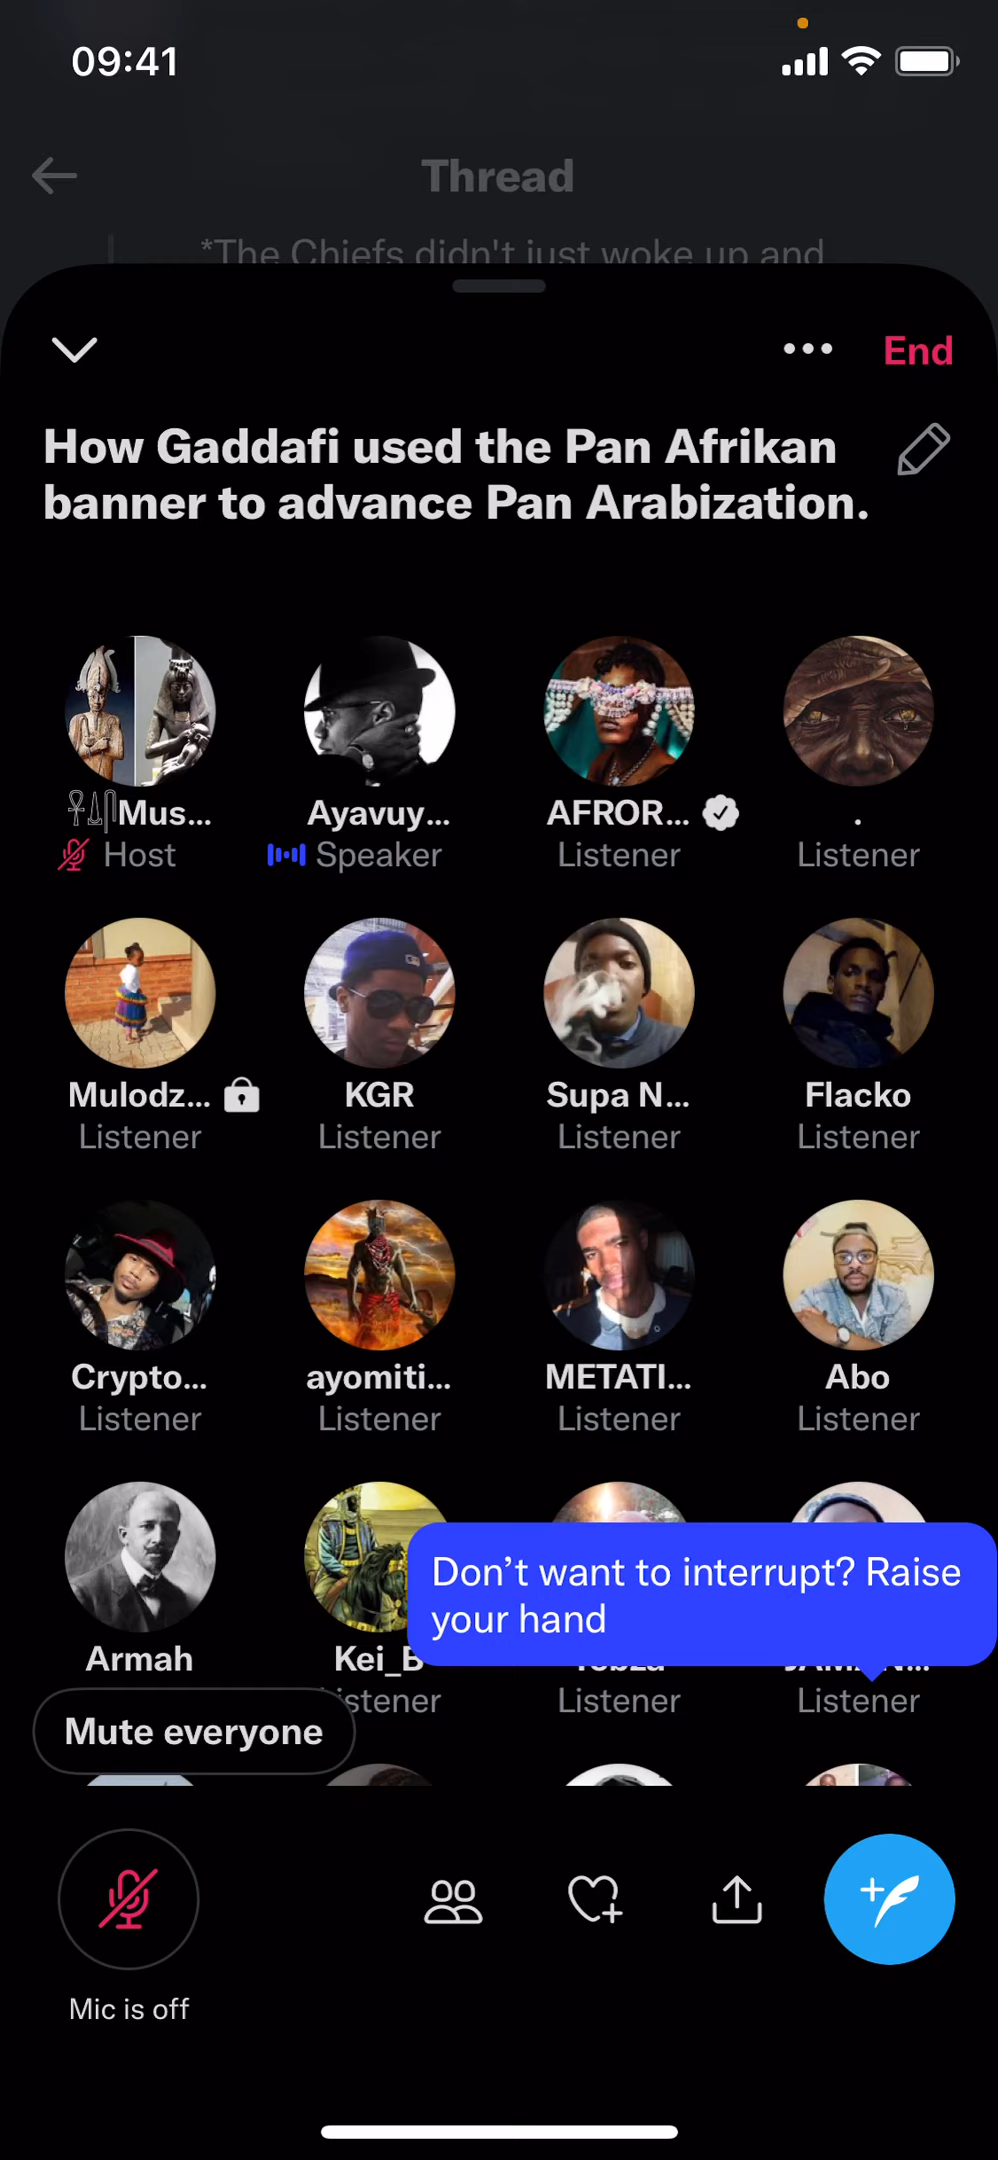 09:41
Thread
*The Chiefs didn't just woke up and
End
How Gaddafi used the Pan Afrikan
banner to advance Pan Arabization.
𓋹𓍑𓋴Mus...
Ayavuy...
AFROR...
.
Host
Speaker
Listener
Listener
Mulodz...
KGR
Supa N...
Flacko
Listener
Listener
Listener
Listener
Crypto...
ayomiti...
METATI...
Abo
Listener
Listener
Listener
Listener
Don’t want to interrupt? Raise
your hand
Armah
Kei_B
Listener
Listener
Mute everyone
Mic is off